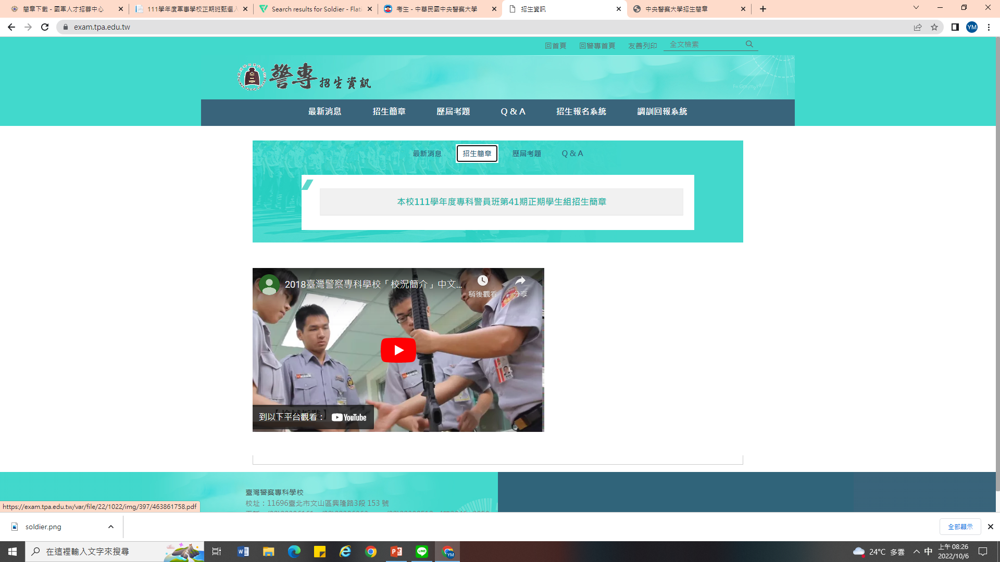 簡章下載 - 國軍人才招募中心
111學年度軍事學校正期班甄選入
Search results for Soldier - Flati
考生 - 中華民國中央警察大學
招生資訊
中央警察大學招生簡章
exam.tpa.edu.tw
YM
回首頁
回警專首頁
友善列印
全文檢索
警專招生資訊
最新消息
招生簡章
歷屆考題
Q & A
招生報名系統
調訓回報系統
最新消息
招生簡章
歷屆考題
Q & A
本校111學年度專科警員班第41期正期學生組招生簡章
2018臺灣警察專科學校「校況簡介」中文...
稍後觀看
分享
到以下平台觀看：
YouTube
臺灣警察專科學校
校址：11696臺北市文山區興隆路3段 153 號
https://exam.tpa.edu.tw/var/file/22/1022/img/397/463861758.pdf
soldier.png
全部顯示
在這裡輸入文字來搜尋
YM
24°C 多雲
中
上午 08:26
2022/10/6